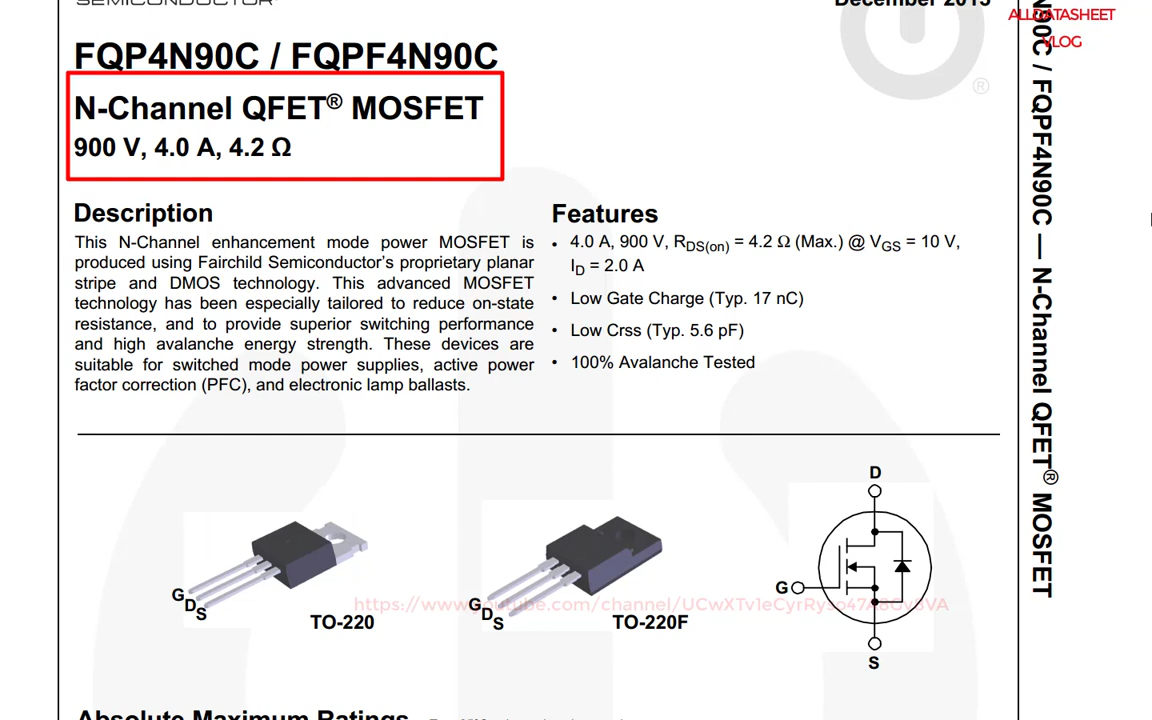 SEMICONDUCTOR
December 2013
ALLDATASHEET
VLOG
FQP4N90C / FQPF4N90C
N-Channel QFET® MOSFET
900 V, 4.0 A, 4.2 Ω
Description
This N-Channel enhancement mode power MOSFET is
produced using Fairchild Semiconductor's proprietary planar
stripe and DMOS technology. This advanced MOSFET
technology has been especially tailored to reduce on-state
resistance, and to provide superior switching performance
and high avalanche energy strength. These devices are
suitable for switched mode power supplies, active power
factor correction (PFC), and electronic lamp ballasts.
Features
• 4.0 A, 900 V, RDS(on) = 4.2 Ω (Max.) @ VGS = 10 V,
ID = 2.0 A
• Low Gate Charge (Typ. 17 nC)
• Low Crss (Typ. 5.6 pF)
• 100% Avalanche Tested
G
D
S
TO-220
G
D
S
TO-220F
D
G
S
®
Absolute Maximum Ratings
N90C / FQPF4N90C — N-Channel QFET® MOSFET